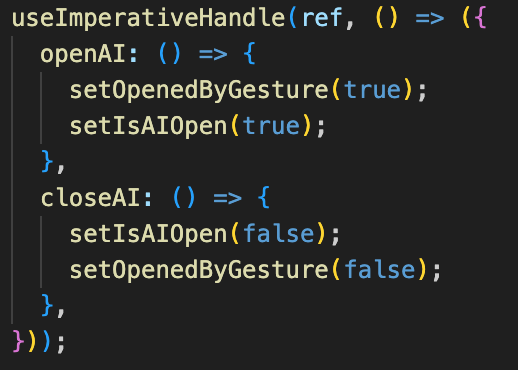 useImperativeHandle(ref, () => ({
  openAI: () => {
    setOpenedByGesture(true);
    setIsAIOpen(true);
  },
  closeAI: () => {
    setIsAIOpen(false);
    setOpenedByGesture(false);
  },
}));